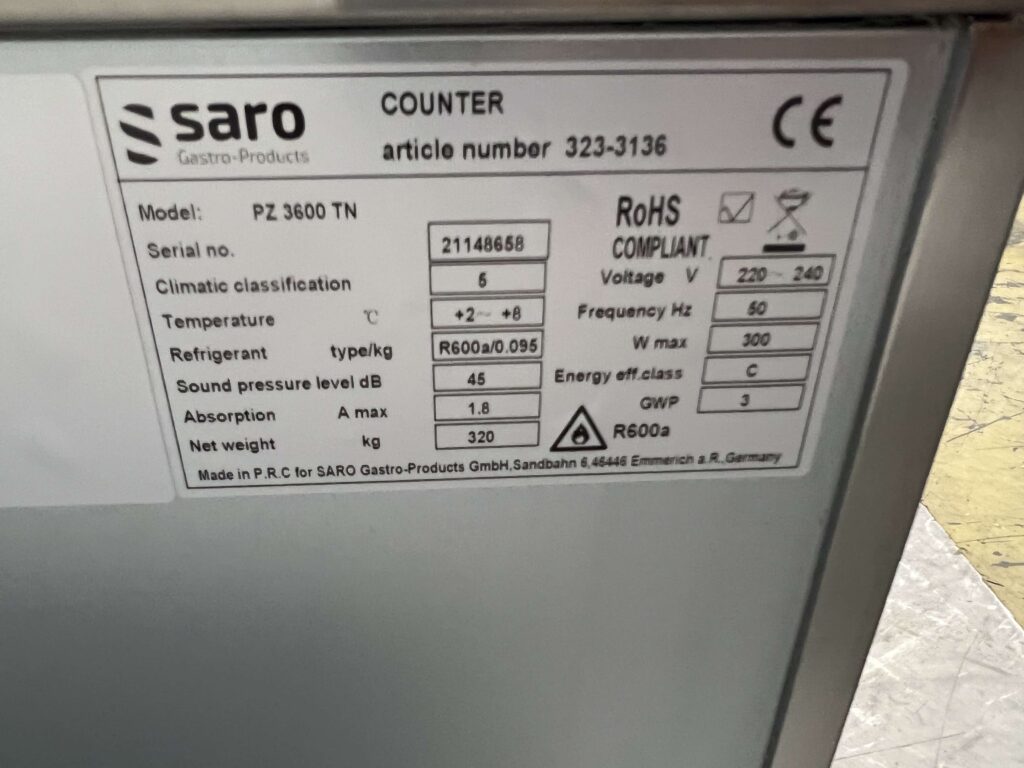 saro
Gastro-Products
COUNTER
article number 323-3136
CE
Model: PZ 3600 TN
Serial no. 21148658
Climatic classification 5
Temperature °C +2~ +8
Refrigerant type/kg R600a/0.095
Sound pressure level dB 45
Absorption A max 1.8
Net weight kg 320
RoHS
COMPLIANT
Voltage V 220~ 240
Frequency Hz 50
W max 300
Energy eff.class C
GWP 3
R600a
Made in P.R.C for SARO Gastro-Products GmbH,Sandbahn 6,46446 Emmerich a.R.,Germany